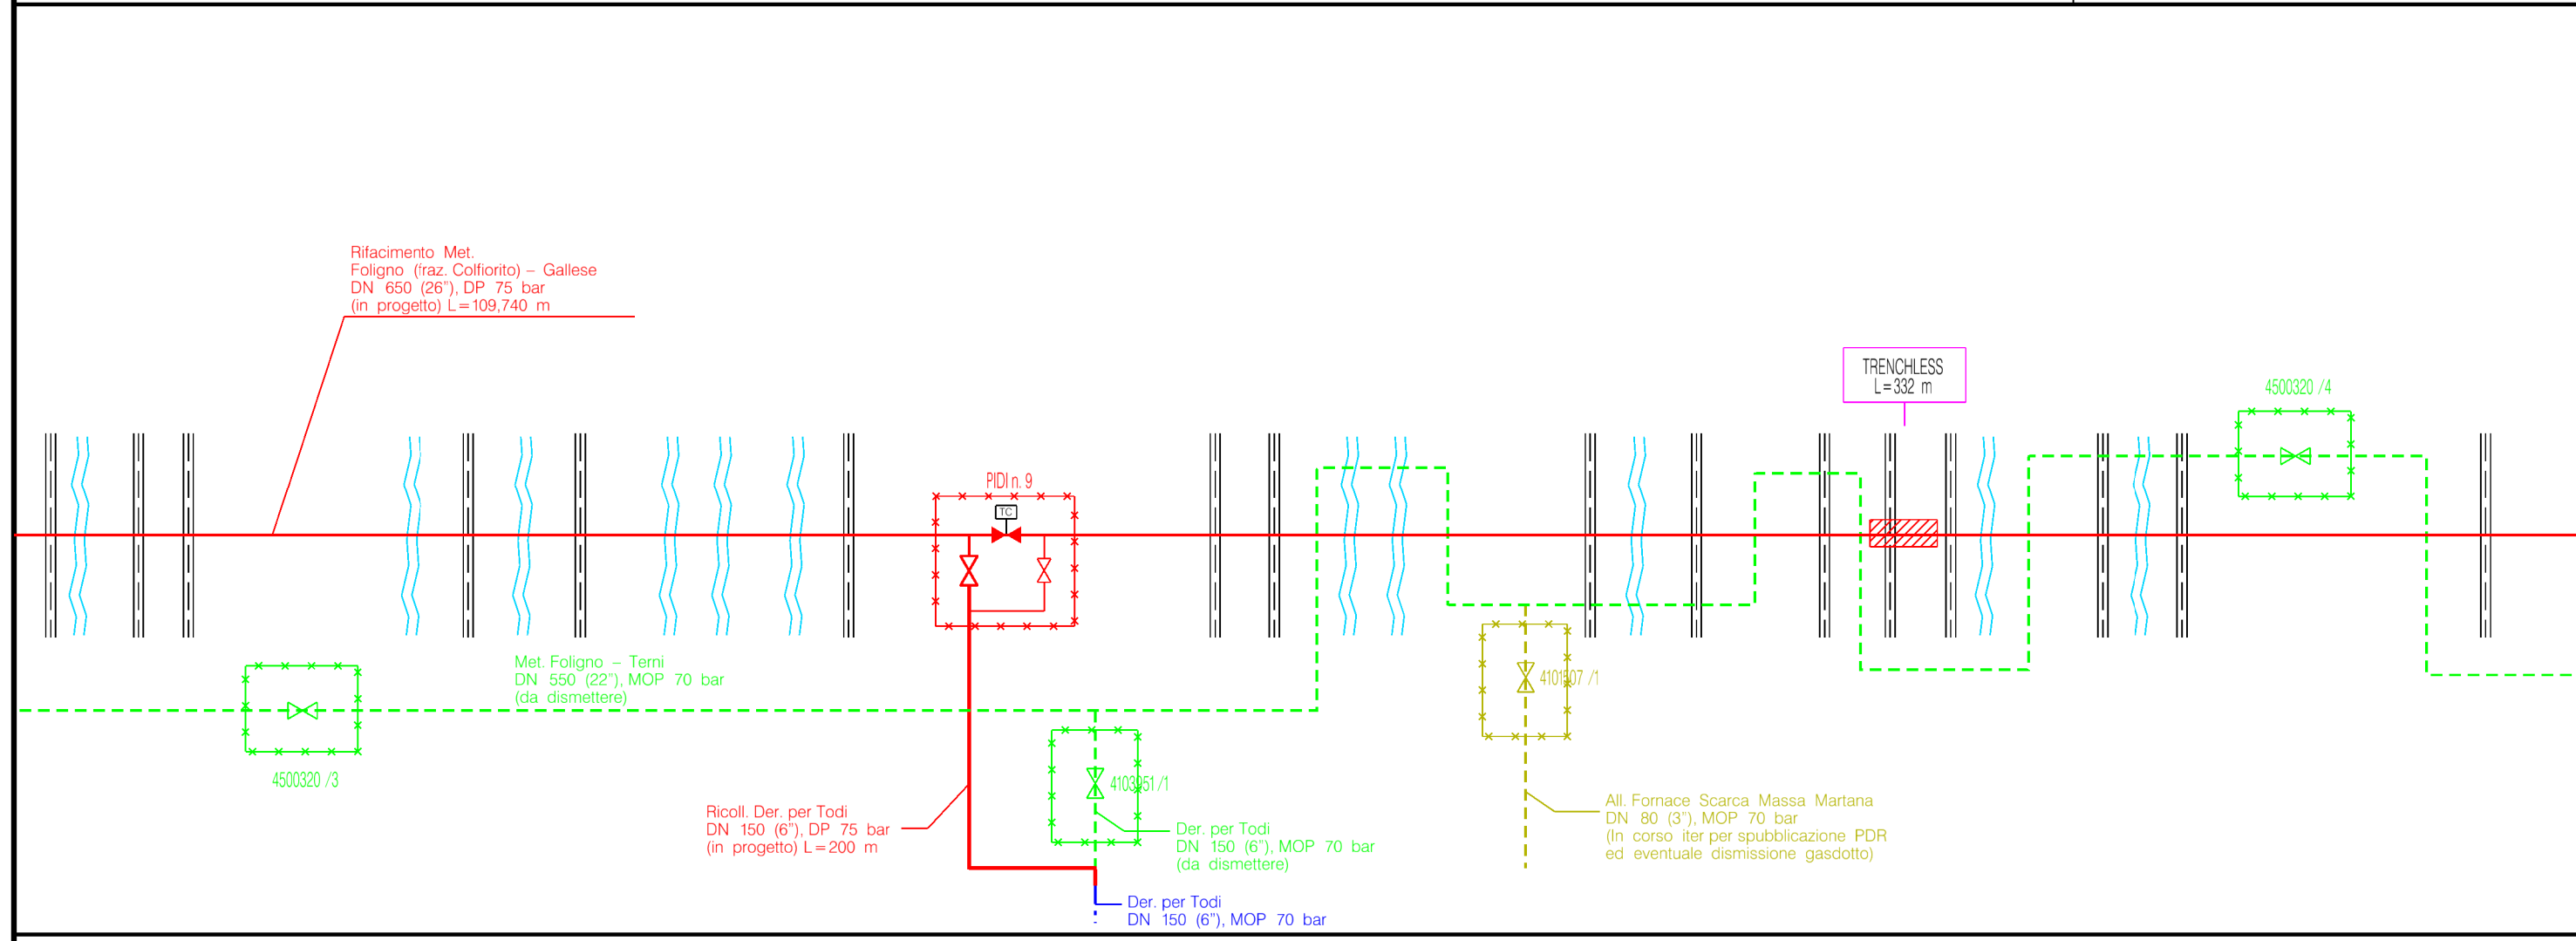 Rifacimento Met.
Foligno (fraz. Colfiorito) – Gallese
DN 650 (26"), DP 75 bar
(in progetto) L=109,740 m
TRENCHLESS
L=332 m
4500320 /4
PIDI n. 9
TC
Met. Foligno – Terni
DN 550 (22"), MOP 70 bar
(da dismettere)
4101507 /1
4500320 /3
4103951 /1
Ricoll. Der. per Todi
DN 150 (6"), DP 75 bar
(in progetto) L=200 m
Der. per Todi
DN 150 (6"), MOP 70 bar
(da dismettere)
All. Fornace Scarca Massa Martana
DN 80 (3"), MOP 70 bar
(In corso iter per spubblicazione PDR
ed eventuale dismissione gasdotto)
Der. per Todi
DN 150 (6"), MOP 70 bar